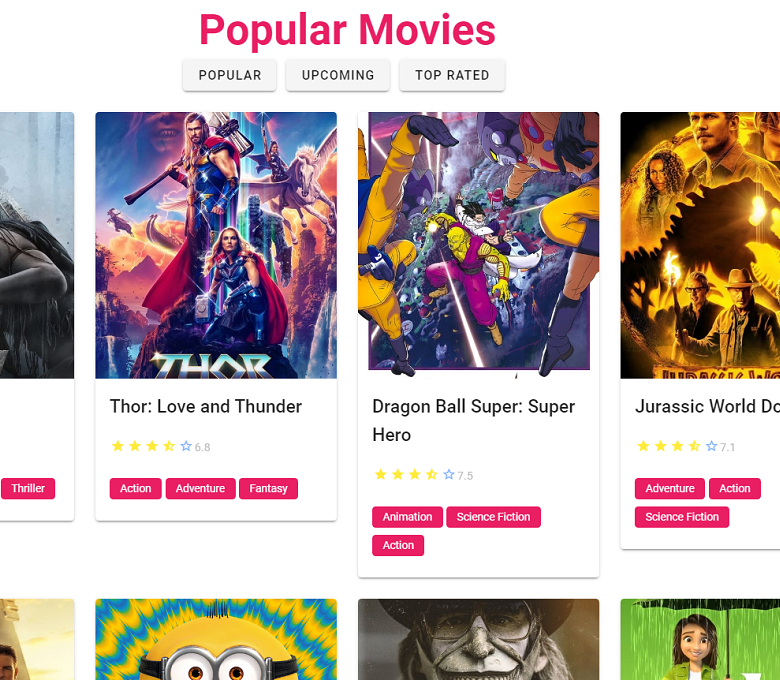 Popular Movies
POPULAR
UPCOMING
TOP RATED
THOR
Thriller
Thor: Love and Thunder
6.8
Action
Adventure
Fantasy
Dragon Ball Super: Super
Hero
7.5
Animation
Science Fiction
Action
Jurassic World Do
7.1
Adventure
Action
Science Fiction